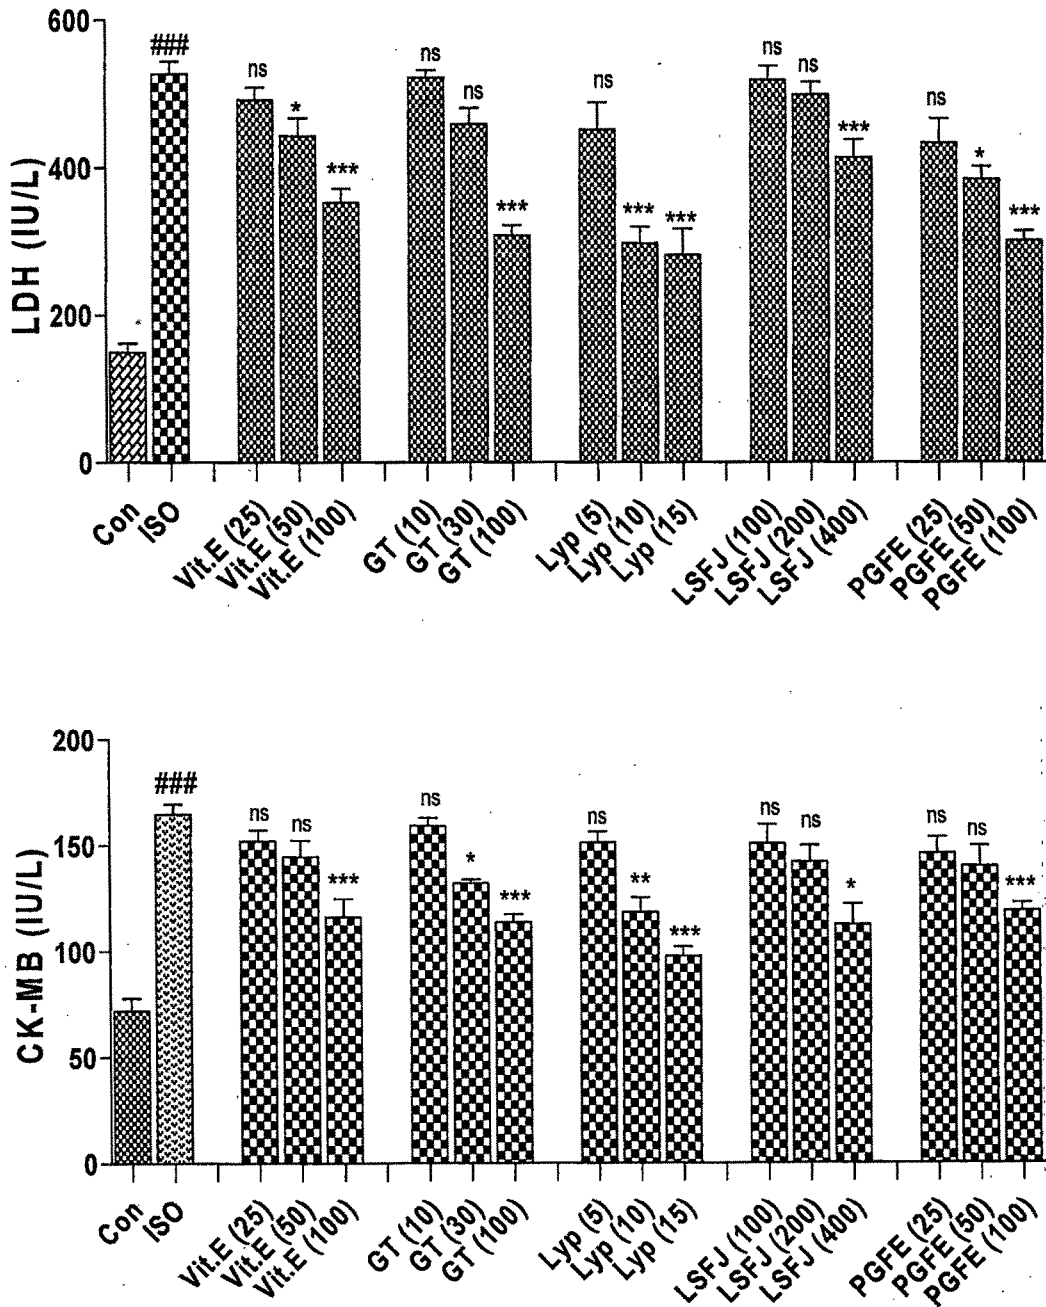 600
400
200
0
LDH (IU/L)
###
ns
*
***
ns
ns
***
ns
***
***
ns
ns
***
ns
*
***
Con
ISO
Vit.E (25)
Vit.E (50)
Vit.E (100)
GT (10)
GT (30)
GT (100)
Lyp (5)
Lyp (10)
Lyp (15)
LSFJ (100)
LSFJ (200)
LSFJ (400)
PGFE (25)
PGFE (50)
PGFE (100)
200
150
100
50
0
CK-MB (IU/L)
###
ns
ns
***
ns
*
***
ns
**
***
ns
ns
*
ns
ns
***
Con
ISO
Vit.E (25)
Vit.E (50)
Vit.E (100)
GT (10)
GT (30)
GT (100)
Lyp (5)
Lyp (10)
Lyp (15)
LSFJ (100)
LSFJ (200)
LSFJ (400)
PGFE (25)
PGFE (50)
PGFE (100)